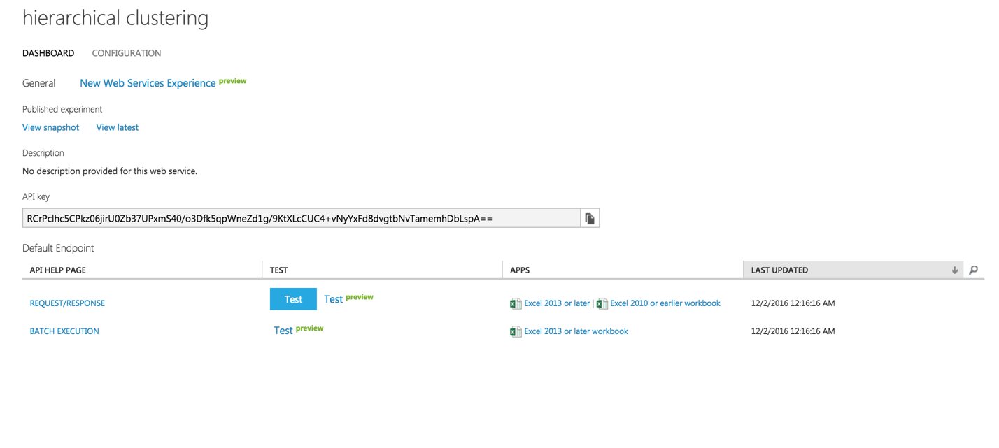 hierarchical clustering
DASHBOARD CONFIGURATION
General New Web Services Experience preview
Published experiment
View snapshot View latest
Description
No description provided for this web service.
API key
RCrPclhc5CPkz06jirU0Zb37UPxmS40/o3Dfk5qpWneZd1g/9KtXLcCUC4+vNyYxFd8dvgtbNvTamemhDbLspA==
Default Endpoint
API HELP PAGE TEST APPS LAST UPDATED
REQUEST/RESPONSE Test Test preview Excel 2013 or later | Excel 2010 or earlier workbook 12/2/2016 12:16:16 AM
BATCH EXECUTION Test preview Excel 2013 or later workbook 12/2/2016 12:16:16 AM